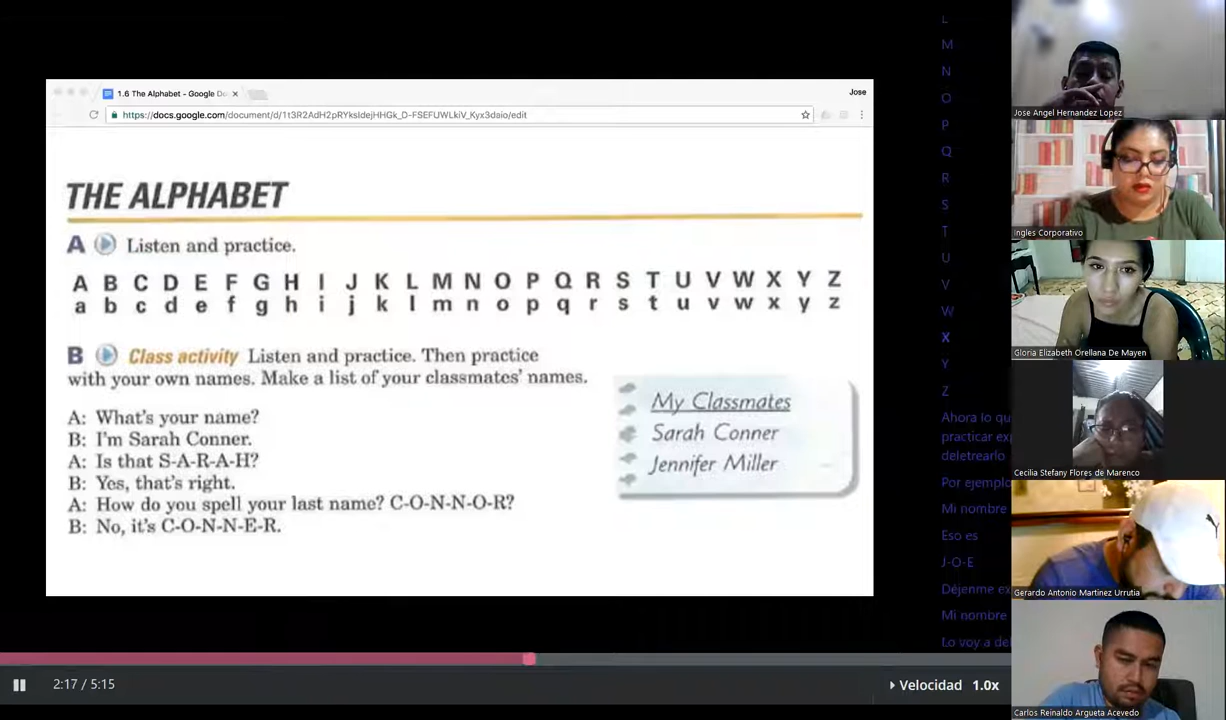 1.6 The Alphabet - Google Do
Jose
https://docs.google.com/document/d/1t3R2AdH2pRYksIdejHHGk_D-FSEFUWLkiV_Kyx3daio/edit
THE ALPHABET
A Listen and practice.
A B C D E F G H I J K L M N O P Q R S T U V W X Y Z
a b c d e f g h i j k l m n o p q r s t u v w x y z
B Class activity Listen and practice. Then practice
with your own names. Make a list of your classmates' names.
A: What's your name?
B: I'm Sarah Conner.
A: Is that S-A-R-A-H?
B: Yes, that's right.
A: How do you spell your last name? C-O-N-N-O-R?
B: No, it's C-O-N-N-E-R.
My Classmates
Sarah Conner
Jennifer Miller
L
M
N
O
P
Q
R
S
T
U
V
W
X
Y
Z
Ahora lo qu
practicar ex
deletrearlo
Por ejemplo
Mi nombre
Eso es
J-O-E
Déjenme ex
Mi nombre
Lo voy a de
2:17 / 5:15
Velocidad 1.0x
Jose Angel Hernandez Lopez
Ingles Corporativo
Gloria Elizabeth Orellana De Mayen
Cecilia Stefany Flores de Marenco
Gerardo Antonio Martinez Urrutia
Carlos Reinaldo Argueta Acevedo